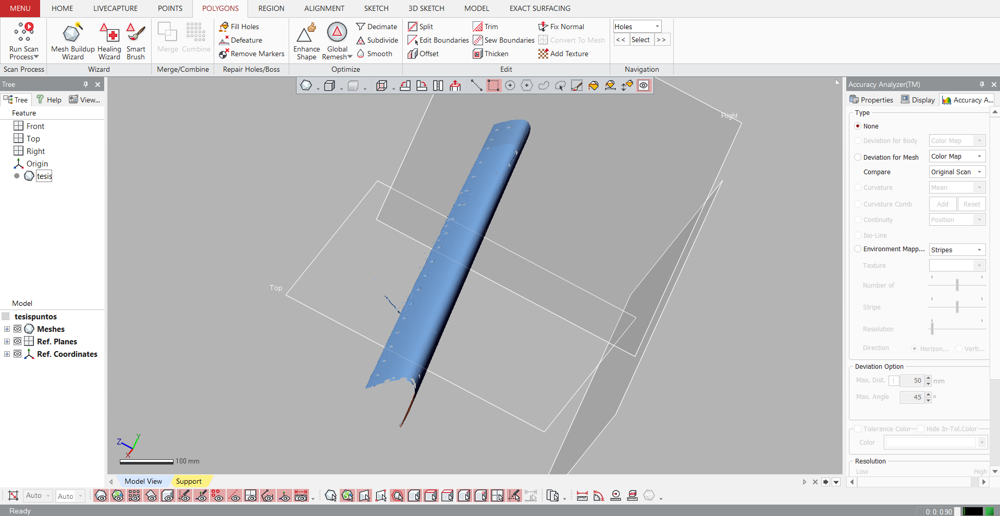 MENU HOME LIVECAPTURE POINTS POLYGONS REGION ALIGNMENT SKETCH 3D SKETCH MODEL EXACT SURFACING
Run Scan Process
Mesh Buildup Wizard
Healing Wizard
Smart Brush
Merge
Combine
Fill Holes
Defeature
Remove Markers
Enhance Shape
Global Remesh
Decimate
Subdivide
Smooth
Split
Edit Boundaries
Offset
Trim
Sew Boundaries
Thicken
Fix Normal
Convert To Mesh
Add Texture
Holes
<< Select >>
Scan Process Wizard Merge/Combine Repair Holes/Boss Optimize Edit Navigation
Tree
Tree Help View...
Feature
Front
Top
Right
Origin
tesis
Model
tesispuntos
Meshes
Ref. Planes
Ref. Coordinates
Right
Top
Z Y X
100 mm
Model View Support
Accuracy Analyzer(TM)
Properties Display Accuracy A...
Type
None
Deviation for Body Color Map
Deviation for Mesh Color Map
Compare Original Scan
Curvature Mean
Curvature Comb Add Reset
Continuity Position
Iso-Line
Environment Mapp... Stripes
Texture
Number of
Stripe
Resolution
Direction Horizon... Verti...
Deviation Option
Max. Dist. ! 50 mm
Max. Angle 45 °
Tolerance Color Hide In-Tol.Color
Color
Resolution
Low High
Auto Auto
Ready
0: 0: 0.90